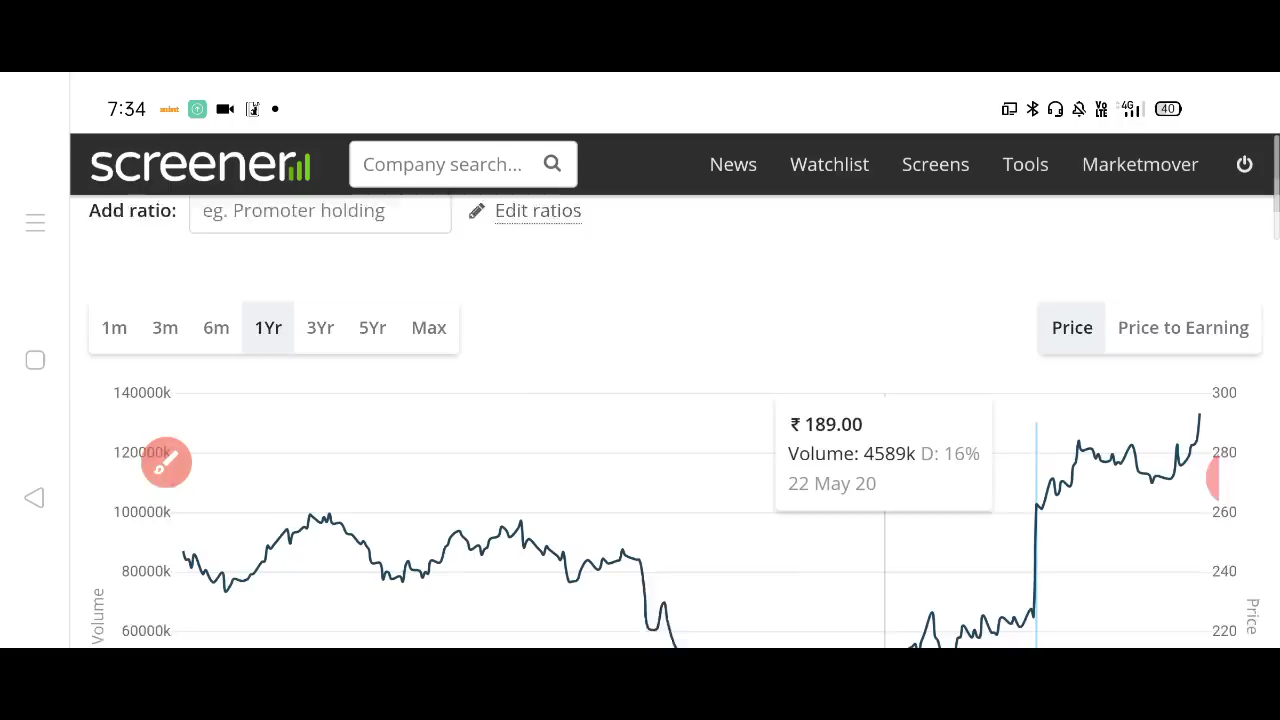 7:34
4G
40
screener
Company search...
News
Watchlist
Screens
Tools
Marketmover
Add ratio:
eg. Promoter holding
Edit ratios
1m 3m 6m 1Yr 3Yr 5Yr Max
Price
Price to Earning
140000k
120000k
100000k
80000k
60000k
Volume
₹ 189.00
Volume: 4589k D: 16%
22 May 20
300
280
260
240
220
Price